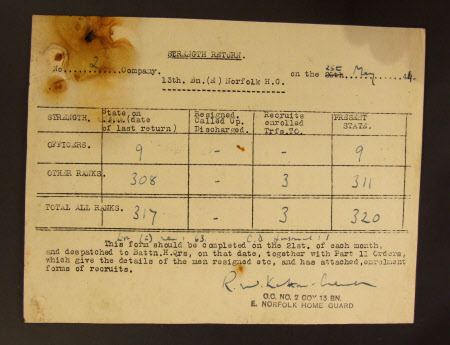 STRENGTH RETURN.
No. 2 Company. on the 25th May 44
13th. Bn.(E) Norfolk H.G.
STRENGTH. State on (date of last return) Resigned. Called Up. Discharged. Recruits enrolled Trfs.TO. PRESENT STATE.
OFFICERS. 9 - - 9
OTHER RANKS. 308 - 3 311
TOTAL ALL RANKS. 317 - 3 320
This form should be completed on the 21st. of each month,
and despatched to Battn.H.Qrs, on that date, together with Part 11 Orders,
which give the details of the men resigned etc, and has attached, enrolment
forms of recruits.
O.C. NO. 2 COY 13 BN.
E. NORFOLK HOME GUARD